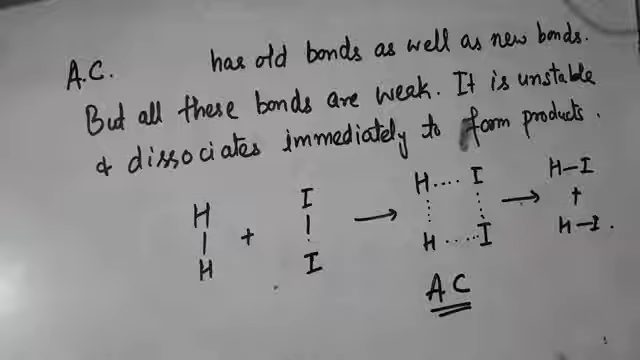 A.C. has old bonds as well as new bonds.
But all these bonds are weak. It is unstable
& dissociates immediately to form products.
H I H.... I H-I
| + | → ⋮ ⋮ → +
H I H.....I H-I.
AC